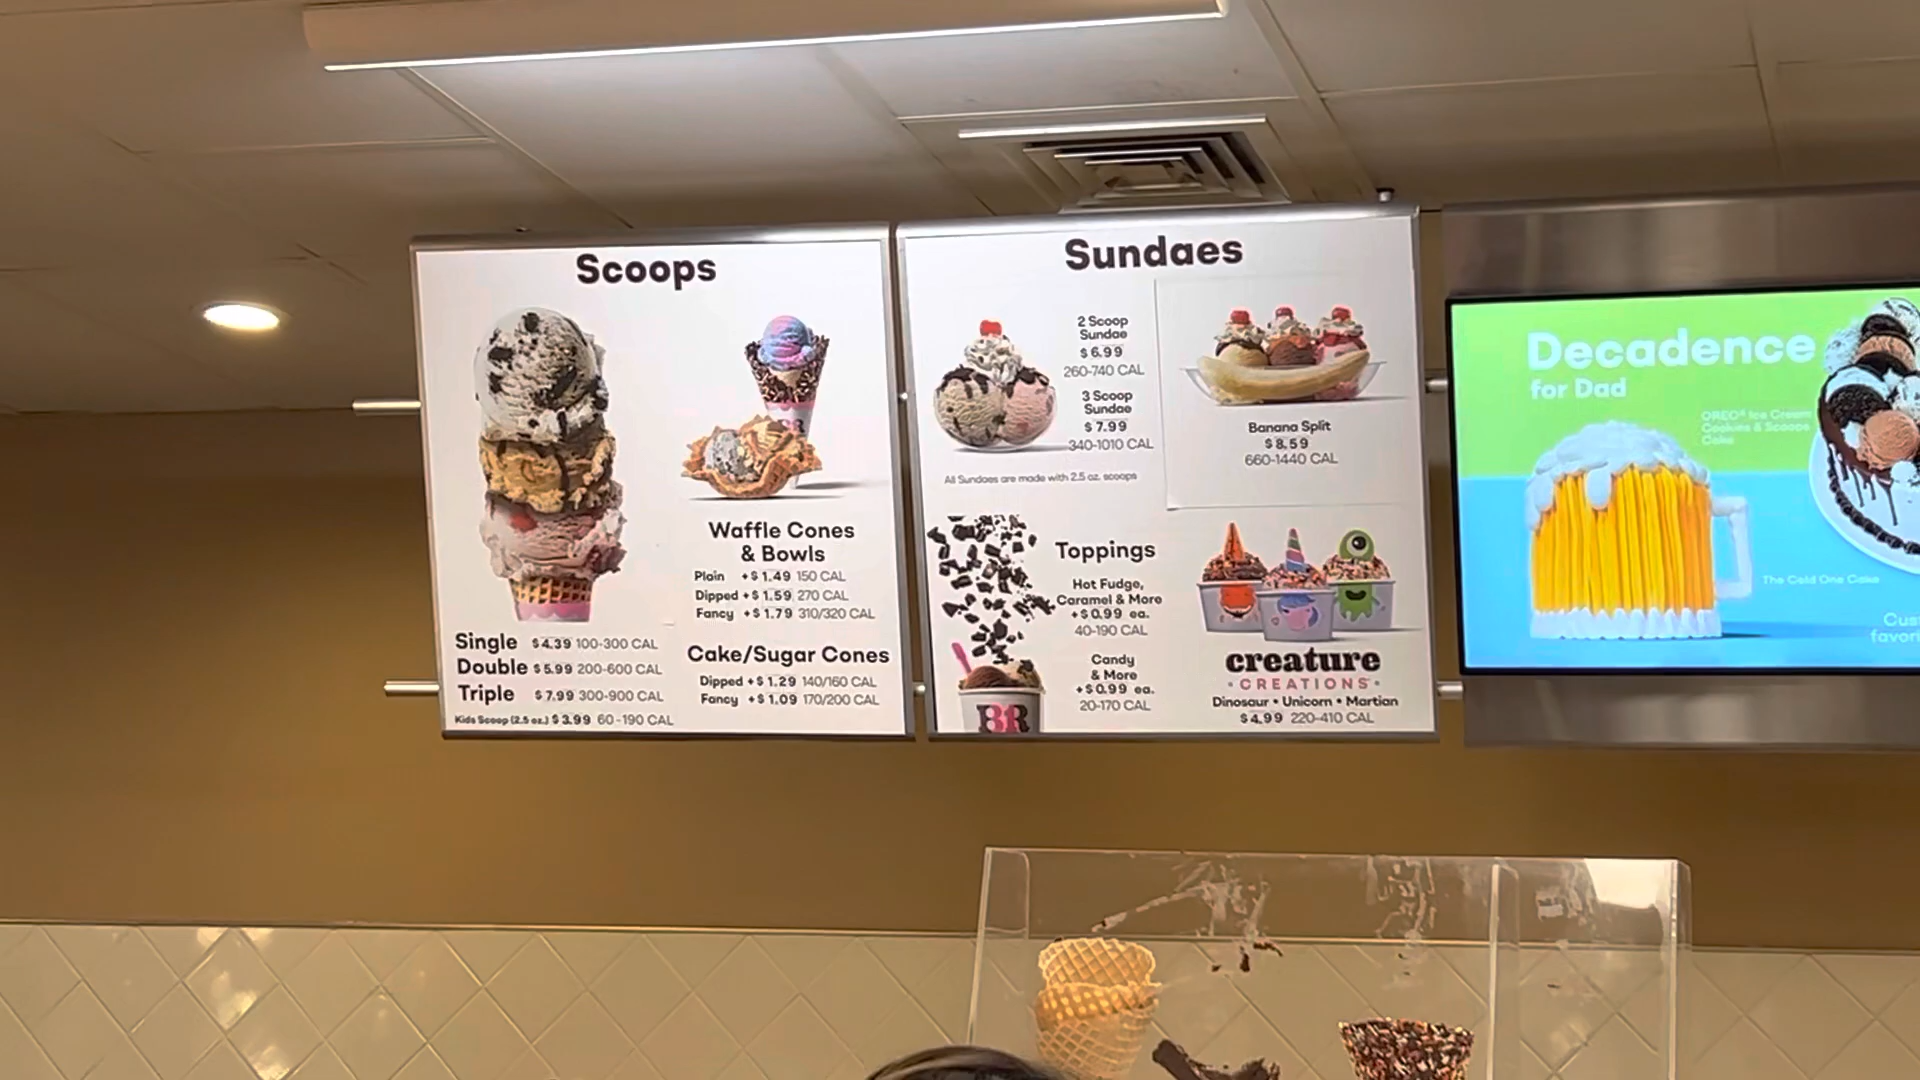 Scoops
Waffle Cones
& Bowls
Plain +$1.49 150 CAL
Dipped +$1.59 270 CAL
Fancy +$1.79 310/320 CAL
Single $4.39 100-300 CAL
Double $5.99 200-600 CAL
Triple $7.99 300-900 CAL
Kids Scoop (2.5 oz.) $3.99 60-190 CAL
Cake/Sugar Cones
Dipped +$1.29 140/160 CAL
Fancy +$1.09 170/200 CAL
Sundaes
2 Scoop
Sundae
$6.99
260-740 CAL
3 Scoop
Sundae
$7.99
340-1010 CAL
All Sundaes are made with 2.5 oz. scoops
Banana Split
$8.59
660-1440 CAL
Toppings
Hot Fudge,
Caramel & More
+$0.99 ea.
40-190 CAL
Candy
& More
+$0.99 ea.
20-170 CAL
BR
creature
CREATIONS
Dinosaur • Unicorn • Martian
$4.99 220-410 CAL
Decadence
for Dad
OREO® Ice Cream
Cookies & Scoops
Cake
The Cold One Cake